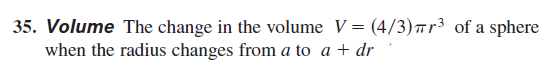 35. Volume The change in the volume V = (4/3)πr³ of a sphere
when the radius changes from a to a + dr